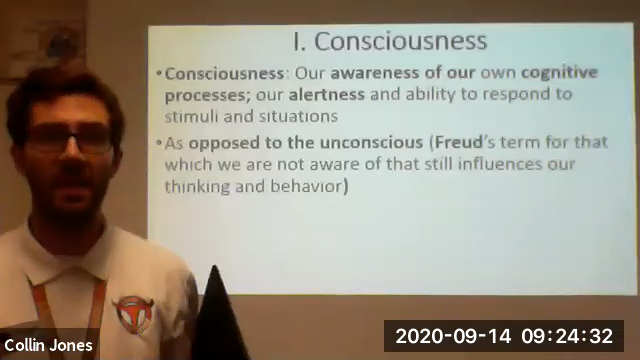 I. Consciousness
•Consciousness: Our awareness of our own cognitive
processes; our alertness and ability to respond to
stimuli and situations
•As opposed to the unconscious (Freud's term for that
which we are not aware of that still influences our
thinking and behavior)
Collin Jones
2020-09-14 09:24:32